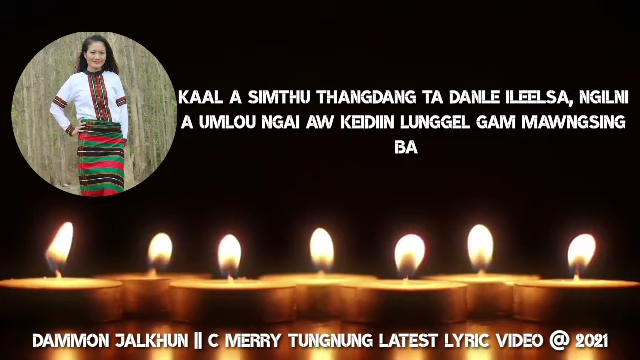 KAAL A SIMTHU THANGDANG TA DANLE ILEELSA, NGILNI
A UMLOU NGAI AW KEIDIIN LUNGGEL GAM MAWNGSING
BA
DAMMON JALKHUN || C MERRY TUNGNUNG LATEST LYRIC VIDEO @ 2021